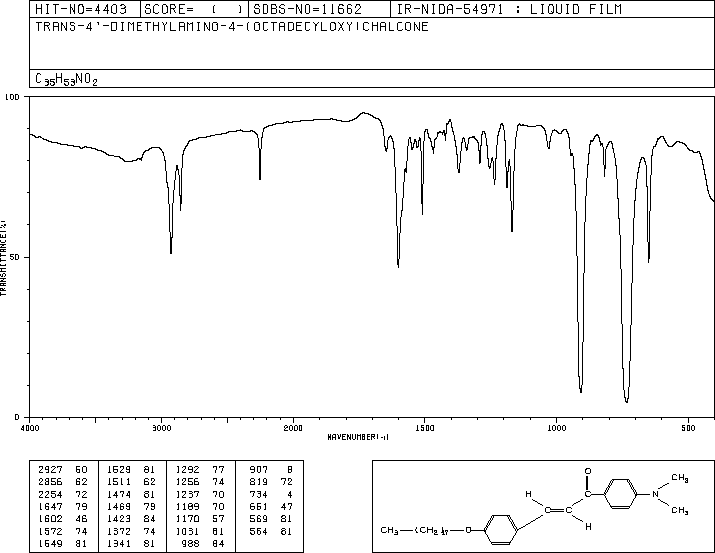 HIT-NO=4403 SCORE= ( ) SDBS-NO=11662 IR-NIDA-54971 : LIQUID FILM
TRANS-4'-DIMETHYLAMINO-4-(OCTADECYLOXY)CHALCONE
C35H53NO2
100
50
0
TRANSMITTANCE(%)
4000 3000 2000 1500 1000 500
WAVENUMBER(-1)
2927 60 1529 81 1292 77 907 8
2856 62 1511 62 1256 74 819 72
2254 72 1474 81 1237 70 734 4
1647 79 1469 79 1189 70 651 47
1602 46 1423 84 1170 57 569 81
1572 74 1372 74 1031 81 564 81
1549 81 1341 81 988 84
O
CH3
H C N
CH3
C=C
H
CH3—(CH2)17—O